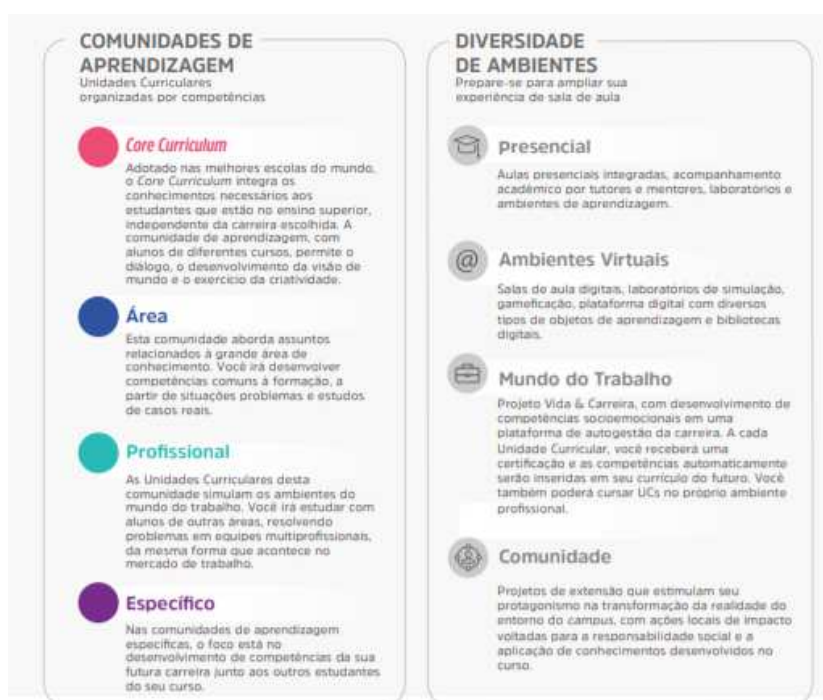 COMUNIDADES DE
APRENDIZAGEM
Unidades Curriculares
organizadas por competências
Core Curriculum
Adotado nas melhores escolas do mundo,
o Core Curriculum integra os
conhecimentos necessários aos
estudantes que estão no ensino superior,
independente da carreira escolhida. A
comunidade de aprendizagem, com
alunos de diferentes cursos, permite o
diálogo, o desenvolvimento da visão de
mundo e o exercício da criatividade.
Área
Esta comunidade aborda assuntos
relacionados à grande área de
conhecimento. Você irá desenvolver
competências comuns à formação, a
partir de situações problemas e estudos
de casos reais.
Profissional
As Unidades Curriculares desta
comunidade simulam os ambientes do
mundo do trabalho. Você irá estudar com
alunos de outras áreas, resolvendo
problemas em equipes multiprofissionais,
da mesma forma que acontece no
mercado de trabalho.
Específico
Nas comunidades de aprendizagem
específicas, o foco está no
desenvolvimento de competências da sua
futura carreira junto aos outros estudantes
do seu curso.
DIVERSIDADE
DE AMBIENTES
Prepare-se para ampliar sua
experiência de sala de aula
Presencial
Aulas presenciais integradas, acompanhamento
acadêmico por tutores e mentores, laboratórios e
ambientes de aprendizagem.
@
Ambientes Virtuais
Salas de aula digitais, laboratórios de simulação,
gameficação, plataforma digital com diversos
tipos de objetos de aprendizagem e bibliotecas
digitais.
Mundo do Trabalho
Projeto Vida & Carreira, com desenvolvimento de
competências socioemocionais em uma
plataforma de autogestão da carreira. A cada
Unidade Curricular, você receberá uma
certificação e as competências automaticamente
serão inseridas em seu currículo do futuro. Você
também poderá cursar UCs no próprio ambiente
profissional.
Comunidade
Projetos de extensão que estimulam seu
protagonismo na transformação da realidade do
entorno do campus, com ações locais de impacto
voltadas para a responsabilidade social e a
aplicação de conhecimentos desenvolvidos no
curso.